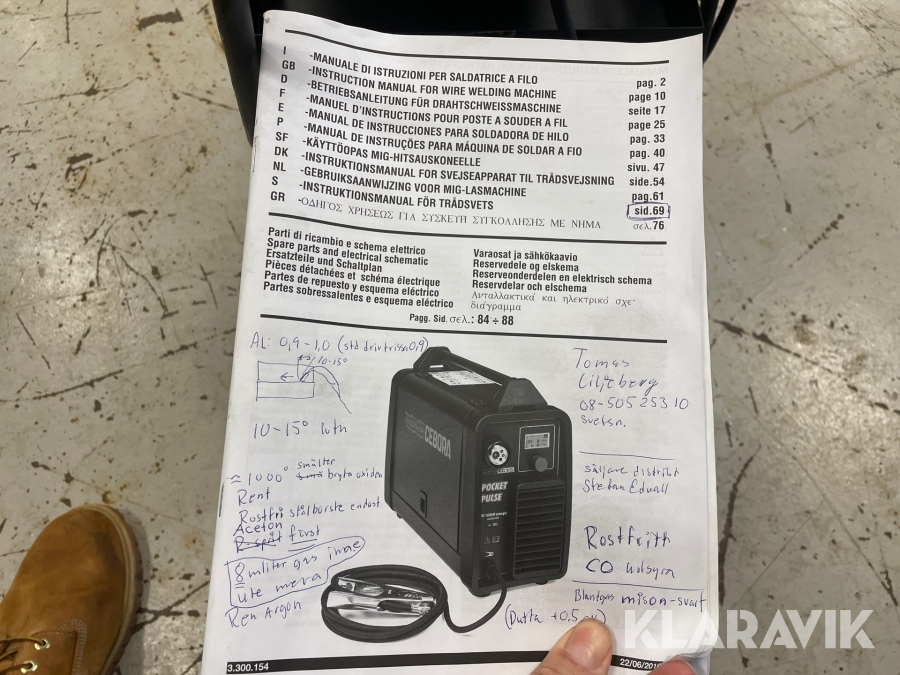 I -MANUALE DI ISTRUZIONI PER SALDATRICE A FILO pag. 2
GB -INSTRUCTION MANUAL FOR WIRE WELDING MACHINE page 10
D -BETRIEBSANLEITUNG FÜR DRAHTSCHWEISSMASCHINE seite 17
F -MANUEL D'INSTRUCTIONS POUR POSTE A SOUDER A FIL page 25
E -MANUAL DE INSTRUCCIONES PARA SOLDADORA DE HILO pag. 33
P -MANUAL DE INSTRUÇÕES PARA MÁQUINA DE SOLDAR A FIO pag. 40
SF -KÄYTTÖOPAS MIG-HITSAUSKONEELLE sivu. 47
DK -INSTRUKTIONSMANUAL FOR SVEJSEAPPARAT TIL TRÅDSVEJSNING side.54
NL -GEBRUIKSAANWIJZING VOOR MIG-LASMACHINE pag.61
S -INSTRUKTIONSMANUAL FÖR TRÅDSVETS sid.69
GR -ΟΔΗΓΟΣ ΧΡΗΣΕΩΣ ΓΙΑ ΣΥΣΚΕΥΗ ΣΥΓΚΟΛΛΗΣΗΣ ΜΕ ΝΗΜΑ σελ.76
Parti di ricambio e schema elettrico
Spare parts and electrical schematic
Ersatzteile und Schaltplan
Pièces détachées et schéma électrique
Partes de repuesto y esquema eléctrico
Partes sobressalentes e esquema eléctrico
Varaosat ja sähkökaavio
Reservedele og elskema
Reserveonderdelen en elektrisch schema
Reservdelar och elschema
Ανταλλακτικά και ηλεκτρικό σχε-
διάγραμμα
Pagg. Sid. σελ.: 84 ÷ 88
AL: 0,9-1,0 (std drivtrissa 0,9)
10-15°
10-15° lutn
≈ 1000° smälter
bryta oxiden
Rent
Rostfri stålborste endast
Aceton
först
8 mliter gas inne
ute mera
Ren Argon
Tomas
Liljeberg
08-505 253 10
Svetsn.
säljare distrikt
Stefan Edvall
Rostfritt
CO kolsyra
Blandgas mison-svart
(Dutta +0,5
CEBORA
CEBORA
POCKET
PULSE
3.300.154
22/06/201
KLARAVIK